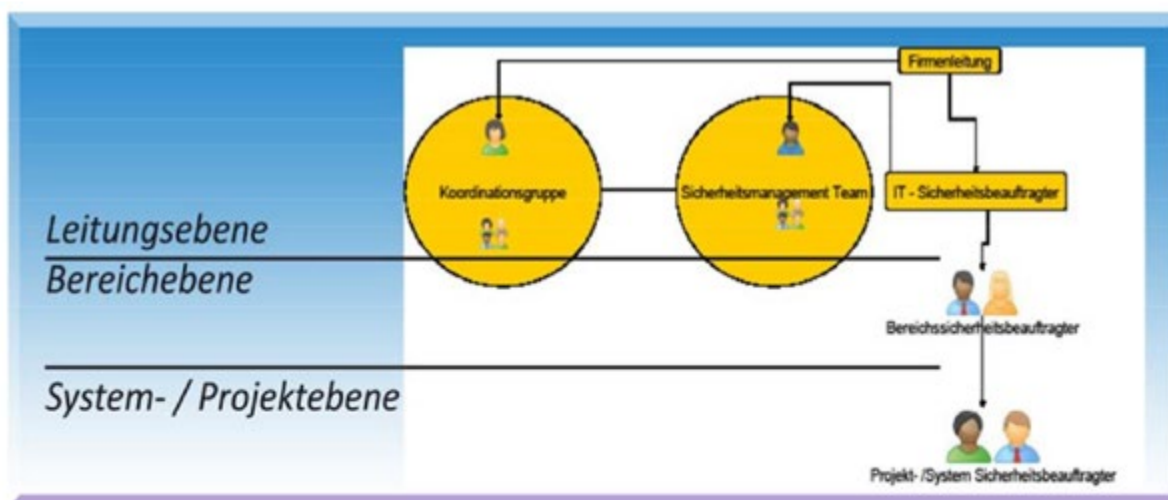 Firmenleitung
Koordinationsgruppe
Sicherheitsmanagement Team
IT - Sicherheitsbeauftragter
Leitungsebene
Bereichebene
Bereichssicherheitsbeauftragter
System- / Projektebene
Projekt- /System Sicherheitsbeauftragter